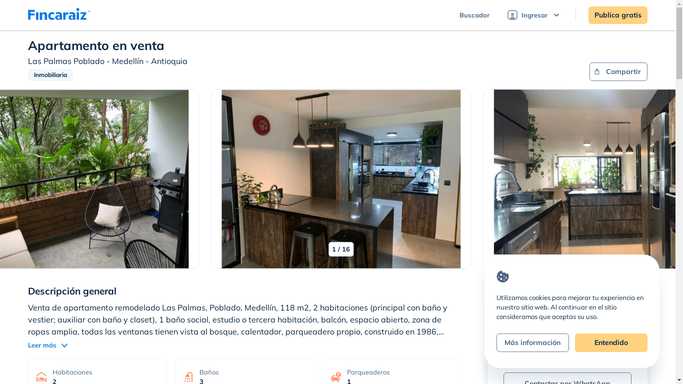 Fincaraiz
Buscador
Ingresar
Publica gratis
Apartamento en venta
Las Palmas Poblado - Medellín - Antioquia
Inmobiliaria
Compartir
1 / 16
Descripción general
Venta de apartamento remodelado Las Palmas, Poblado, Medellín, 118 m2, 2 habitaciones (principal con baño y
vestier; auxiliar con baño y closet), 1 baño social, estudio o tercera habitación, balcón, espacio abierto, zona de
ropas amplia, todas las ventanas tienen vista al bosque, calentador, parqueadero propio, construido en 1986,...
Leer más
Habitaciones
2
Baños
3
Parqueaderos
1
Utilizamos cookies para mejorar tu experiencia en
nuestro sitio web. Al continuar en el sitio
consideramos que aceptas su uso.
Más información
Entendido
Contactar por WhatsApp